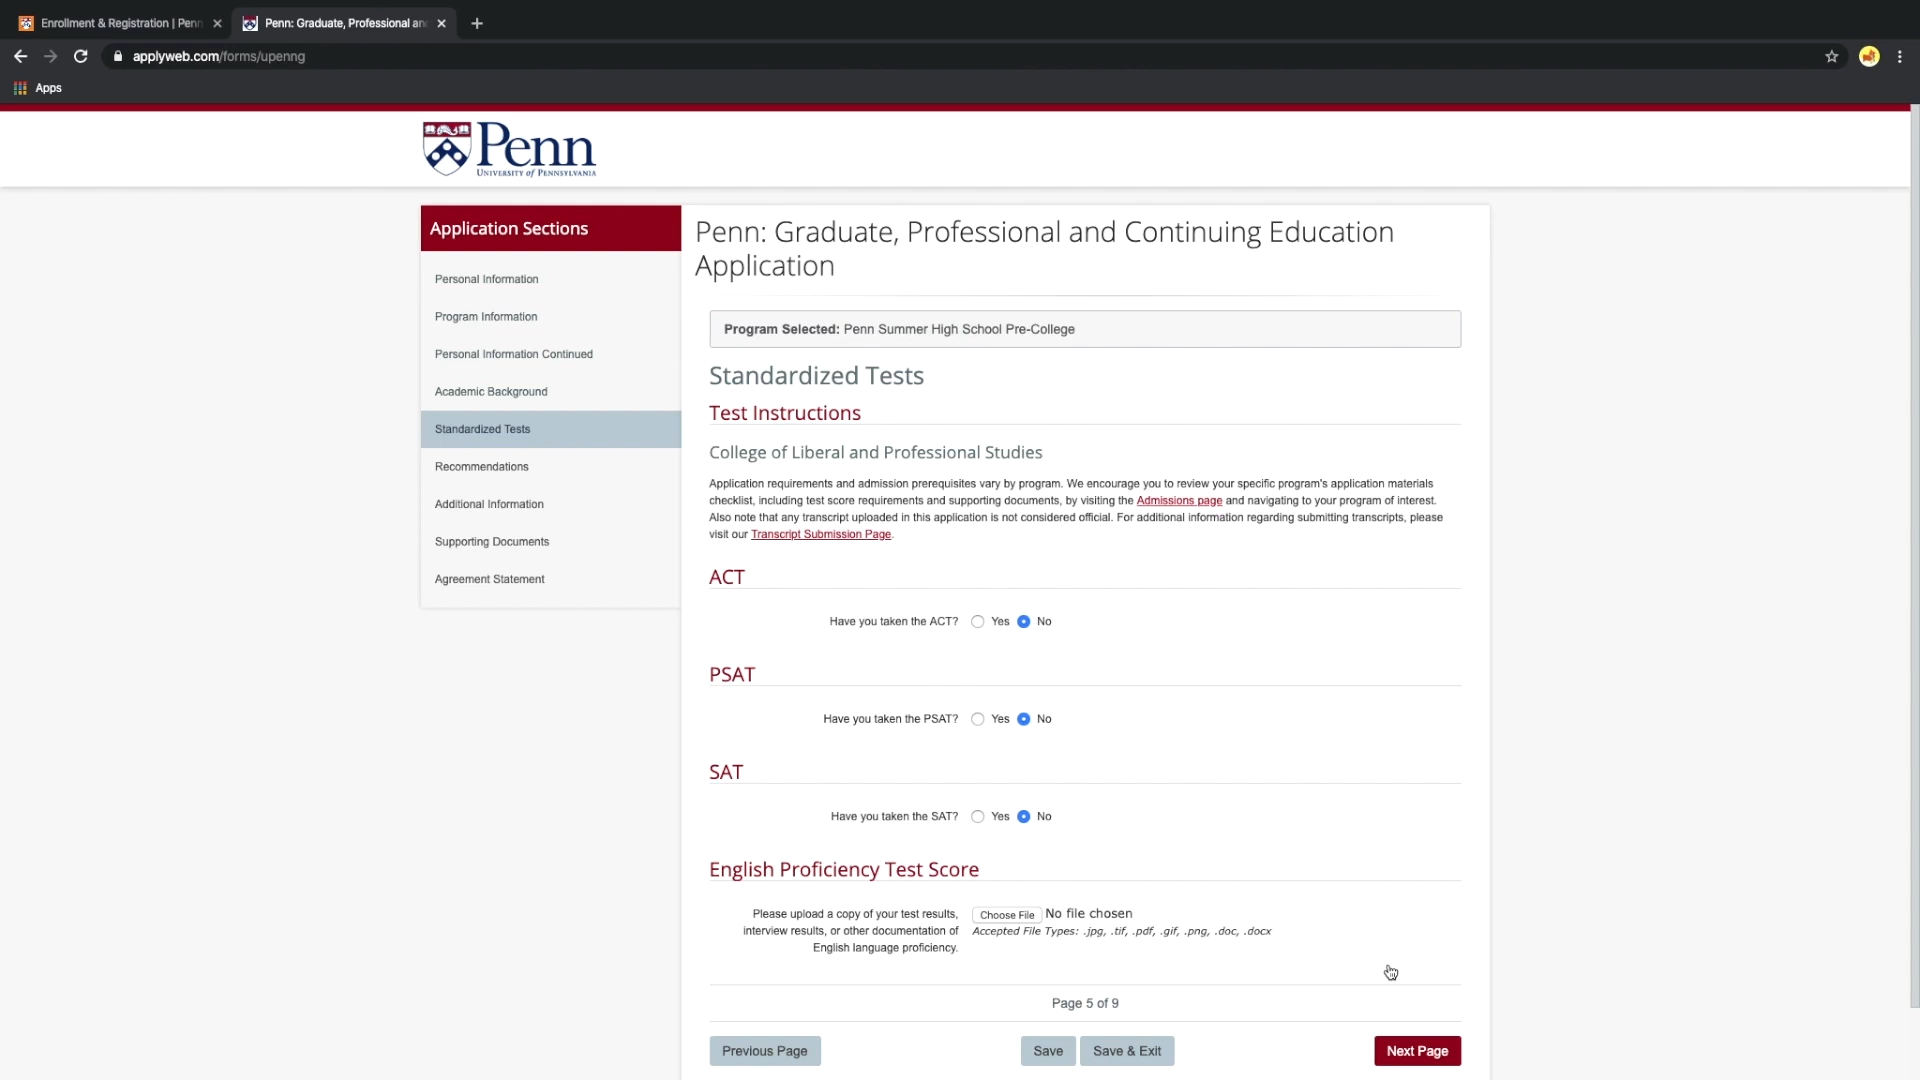 Enrollment & Registration | Penn
Penn: Graduate, Professional an
applyweb.com/forms/upenng
Apps
Penn
University of Pennsylvania
Application Sections
Personal Information
Program Information
Personal Information Continued
Academic Background
Standardized Tests
Recommendations
Additional Information
Supporting Documents
Agreement Statement
Penn: Graduate, Professional and Continuing Education
Application
Program Selected: Penn Summer High School Pre-College
Standardized Tests
Test Instructions
College of Liberal and Professional Studies
Application requirements and admission prerequisites vary by program. We encourage you to review your specific program's application materials
checklist, including test score requirements and supporting documents, by visiting the Admissions page and navigating to your program of interest.
Also note that any transcript uploaded in this application is not considered official. For additional information regarding submitting transcripts, please
visit our Transcript Submission Page.
ACT
Have you taken the ACT? Yes No
PSAT
Have you taken the PSAT? Yes No
SAT
Have you taken the SAT? Yes No
English Proficiency Test Score
Please upload a copy of your test results, Choose File No file chosen
interview results, or other documentation of Accepted File Types: .jpg, .tif, .pdf, .gif, .png, .doc, .docx
English language proficiency.
Page 5 of 9
Previous Page Save Save & Exit Next Page